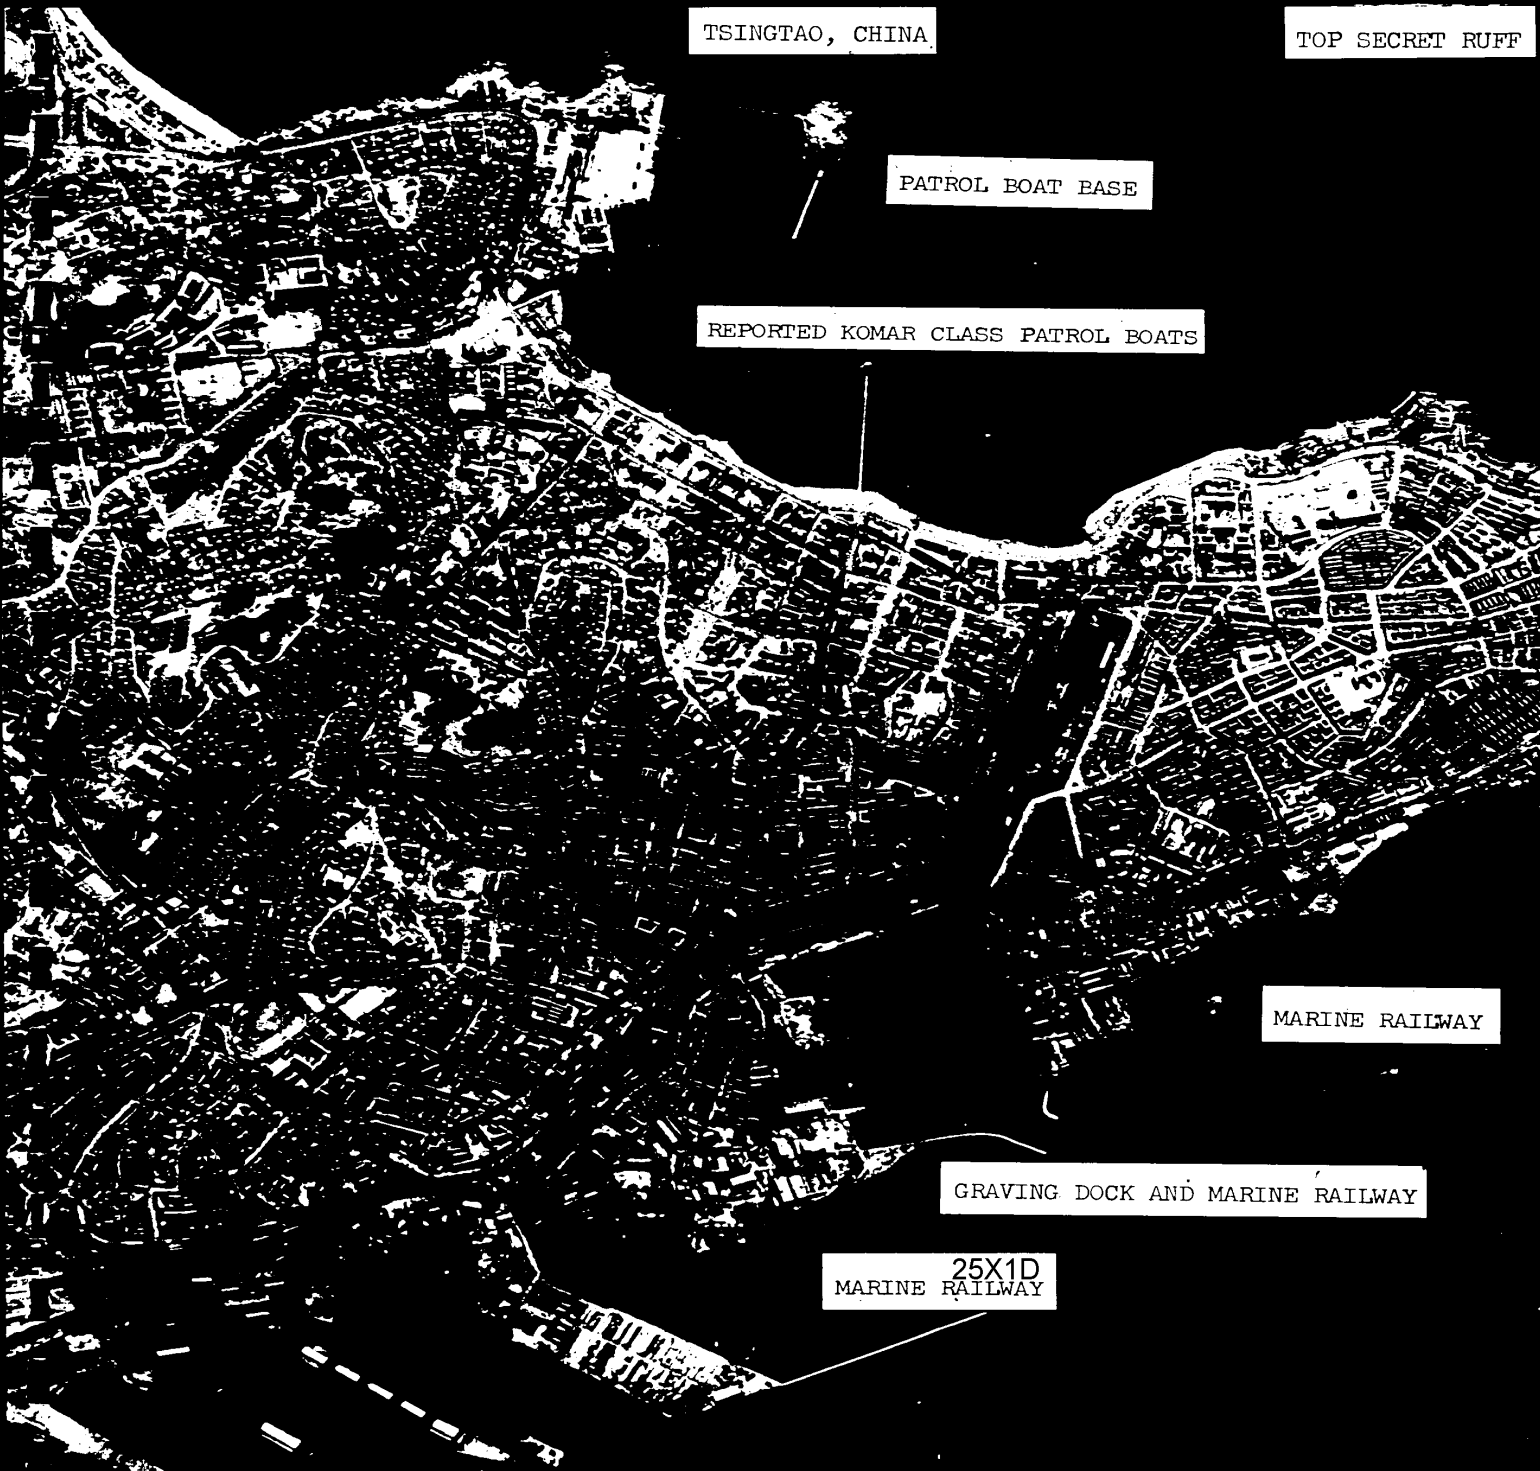 TSINGTAO, CHINA
TOP SECRET RUFF
PATROL BOAT BASE
REPORTED KOMAR CLASS PATROL BOATS
MARINE RAILWAY
GRAVING DOCK AND MARINE RAILWAY
25X1D
MARINE RAILWAY